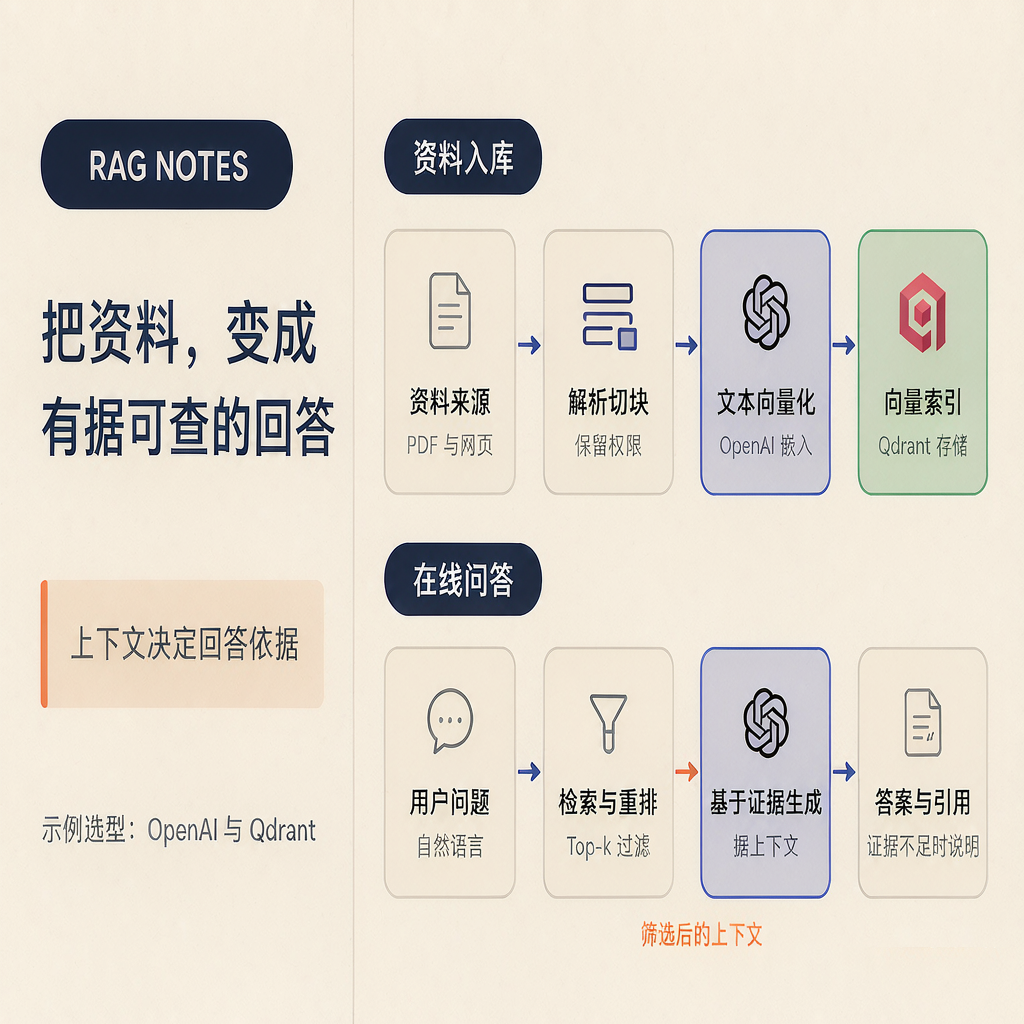 RAG NOTES
把资料，变成
有据可查的回答
上下文决定回答依据
示例选型：OpenAI 与 Qdrant
资料入库
资料来源
PDF 与网页
解析切块
保留权限
文本向量化
OpenAI 嵌入
向量索引
Qdrant 存储
在线问答
用户问题
自然语言
检索与重排
Top-k 过滤
基于证据生成
据上下文
答案与引用
证据不足时说明
筛选后的上下文